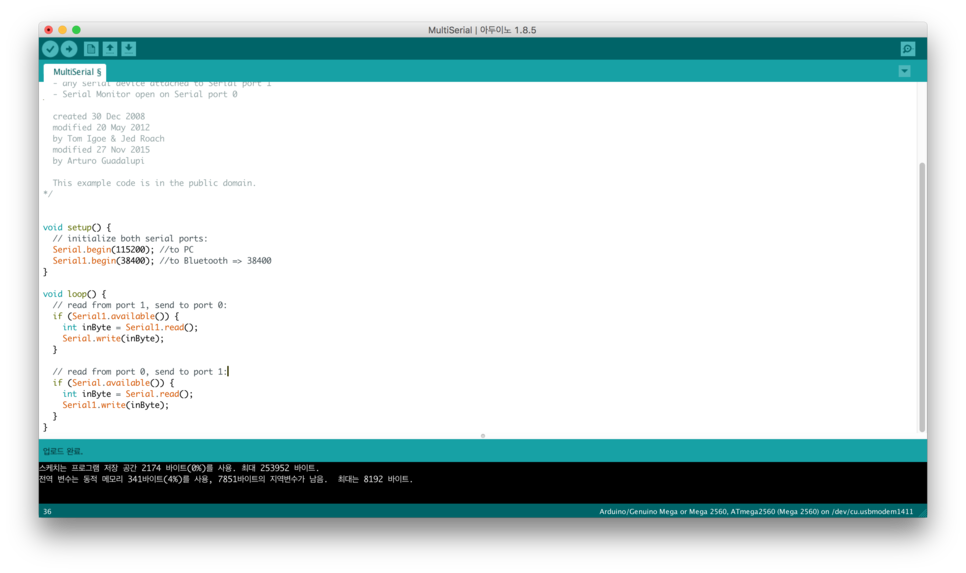 MultiSerial | 아두이노 1.8.5
MultiSerial §
- any serial device attached to Serial port 1
- Serial Monitor open on Serial port 0
created 30 Dec 2008
modified 20 May 2012
by Tom Igoe & Jed Roach
modified 27 Nov 2015
by Arturo Guadalupi
This example code is in the public domain.
*/
void setup() {
// initialize both serial ports:
Serial.begin(115200); //to PC
Serial1.begin(38400); //to Bluetooth => 38400
}
void loop() {
// read from port 1, send to port 0:
if (Serial1.available()) {
int inByte = Serial1.read();
Serial.write(inByte);
}
// read from port 0, send to port 1:
if (Serial.available()) {
int inByte = Serial.read();
Serial1.write(inByte);
}
}
업로드 완료.
스케치는 프로그램 저장 공간 2174 바이트(0%)를 사용. 최대 253952 바이트.
전역 변수는 동적 메모리 341바이트(4%)를 사용, 7851바이트의 지역변수가 남음.  최대는 8192 바이트.
36
Arduino/Genuino Mega or Mega 2560, ATmega2560 (Mega 2560) on /dev/cu.usbmodem1411